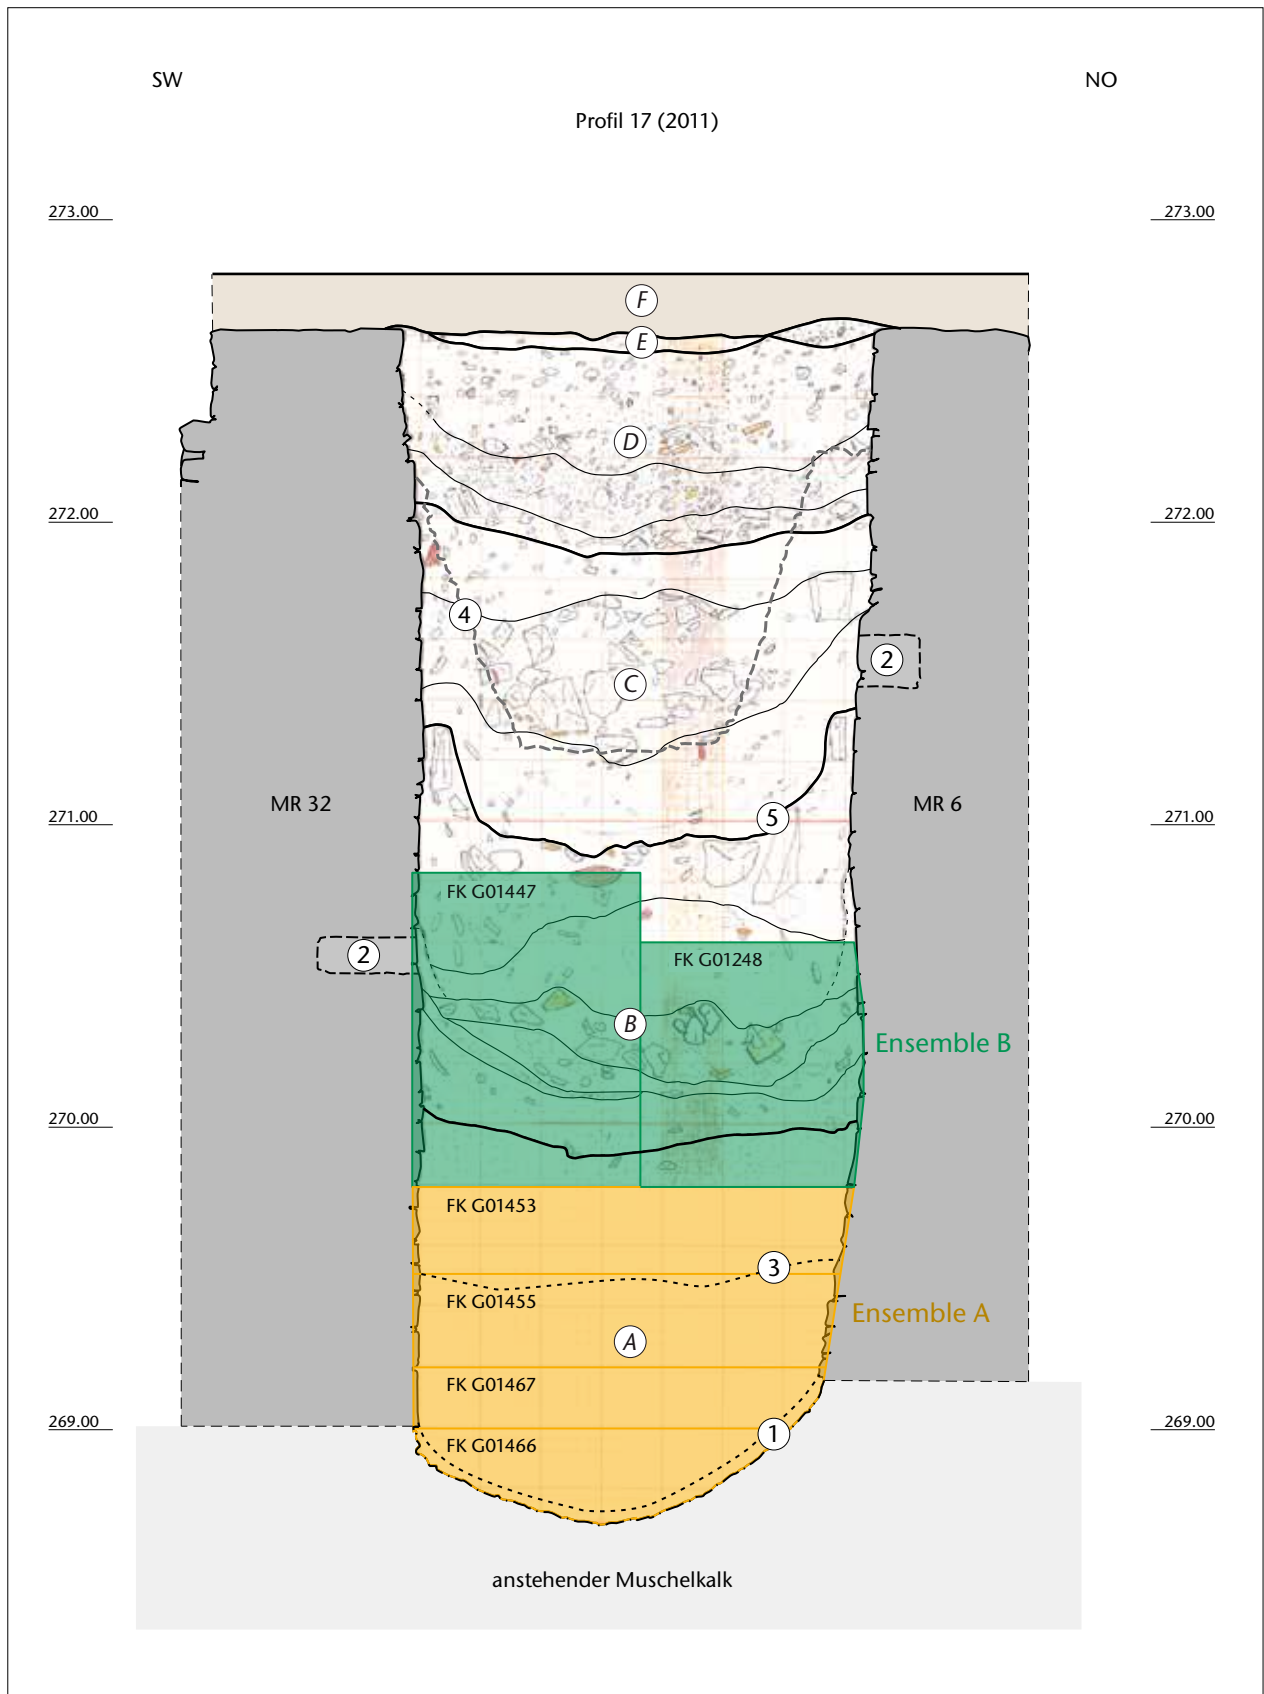 SW NO
Profil 17 (2011)
273.00 273.00
F
E
D
272.00 272.00
4
2
C
MR 32 MR 6
5
271.00 271.00
FK G01447
2
FK G01248
B
Ensemble B
270.00 270.00
FK G01453
3
FK G01455
Ensemble A
A
FK G01467
269.00 269.00
1
FK G01466
anstehender Muschelkalk